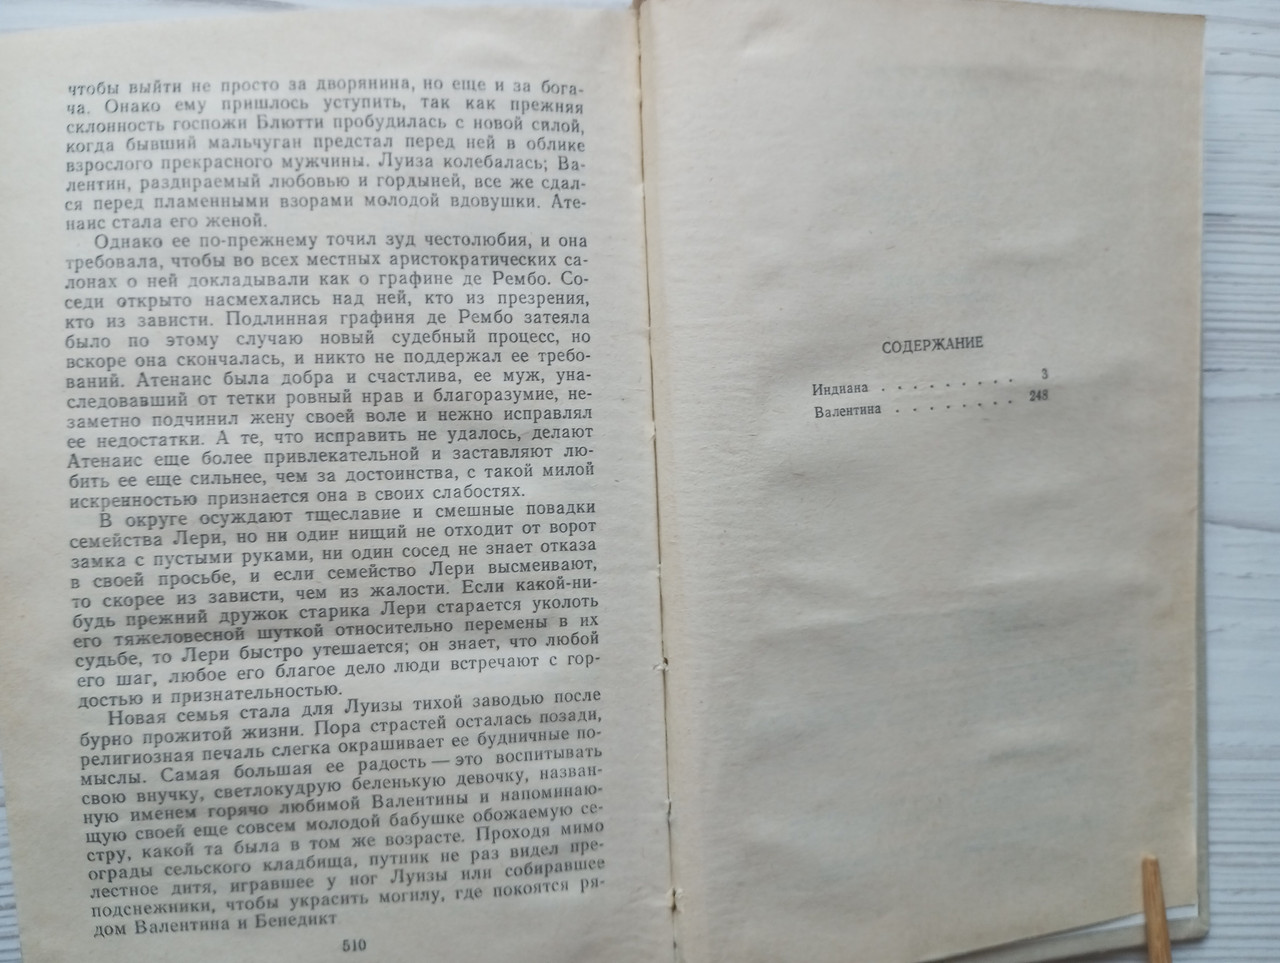 чтобы выйти не просто за дворянина, но еще и за бога-
ча. Онако ему пришлось уступить, так как прежняя
склонность госпожи Блютти пробудилась с новой силой,
когда бывший мальчуган предстал перед ней в облике
взрослого прекрасного мужчины. Луиза колебалась; Ва-
лентин, раздираемый любовью и гордыней, все же сдал-
ся перед пламенными взорами молодой вдовушки. Ате-
наис стала его женой.
Однако ее по-прежнему точил зуд честолюбия, и она
требовала, чтобы во всех местных аристократических са-
лонах о ней докладывали как о графине де Рембо. Со-
седи открыто насмехались над ней, кто из презрения,
кто из зависти. Подлинная графиня де Рембо затеяла
было по этому случаю новый судебный процесс, но
вскоре она скончалась, и никто не поддержал ее требо-
ваний. Атенаис была добра и счастлива, ее муж, уна-
следовавший от тетки ровный нрав и благоразумие, не-
заметно подчинил жену своей воле и нежно исправлял
ее недостатки. А те, что исправить не удалось, делают
Атенаис еще более привлекательной и заставляют лю-
бить ее еще сильнее, чем за достоинства, с такой милой
искренностью признается она в своих слабостях.
В округе осуждают тщеславие и смешные повадки
семейства Лери, но ни один нищий не отходит от ворот
замка с пустыми руками, ни один сосед не знает отказа
в своей просьбе, и если семейство Лери высмеивают,
то скорее из зависти, чем из жалости. Если какой-ни-
будь прежний дружок старика Лери старается уколоть
его тяжеловесной шуткой относительно перемены в их
судьбе, то Лери быстро утешается; он знает, что любой
его шаг, любое его благое дело люди встречают с гор-
достью и признательностью.
Новая семья стала для Луизы тихой заводью после
бурно прожитой жизни. Пора страстей осталась позади,
религиозная печаль слегка окрашивает ее будничные по-
мыслы. Самая большая ее радость — это воспитывать
свою внучку, светлокудрую беленькую девочку, назван-
ную именем горячо любимой Валентины и напоминаю-
щую своей еще совсем молодой бабушке обожаемую се-
стру, какой та была в том же возрасте. Проходя мимо
ограды сельского кладбища, путник не раз видел пре-
лестное дитя, игравшее у ног Луизы или собиравшее
подснежники, чтобы украсить могилу, где покоятся ря-
дом Валентина и Бенедикт
510
СОДЕРЖАНИЕ
Индиана . . . . . . . . . 3
Валентина . . . . . . . . 248